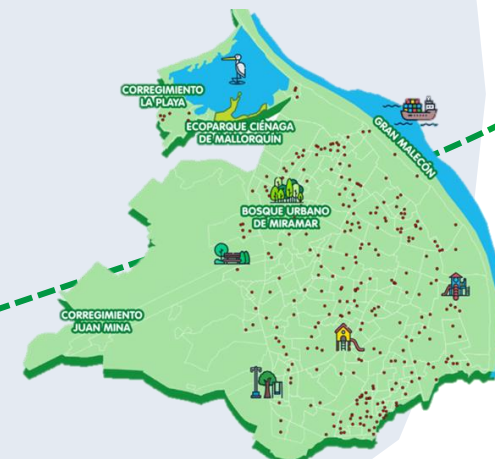 CORREGIMIENTO
LA PLAYA
ECOPARQUE CIÉNAGA
DE MALLORQUÍN
GRAN MALECÓN
BOSQUE URBANO
DE MIRAMAR
CORREGIMIENTO
JUAN MINA